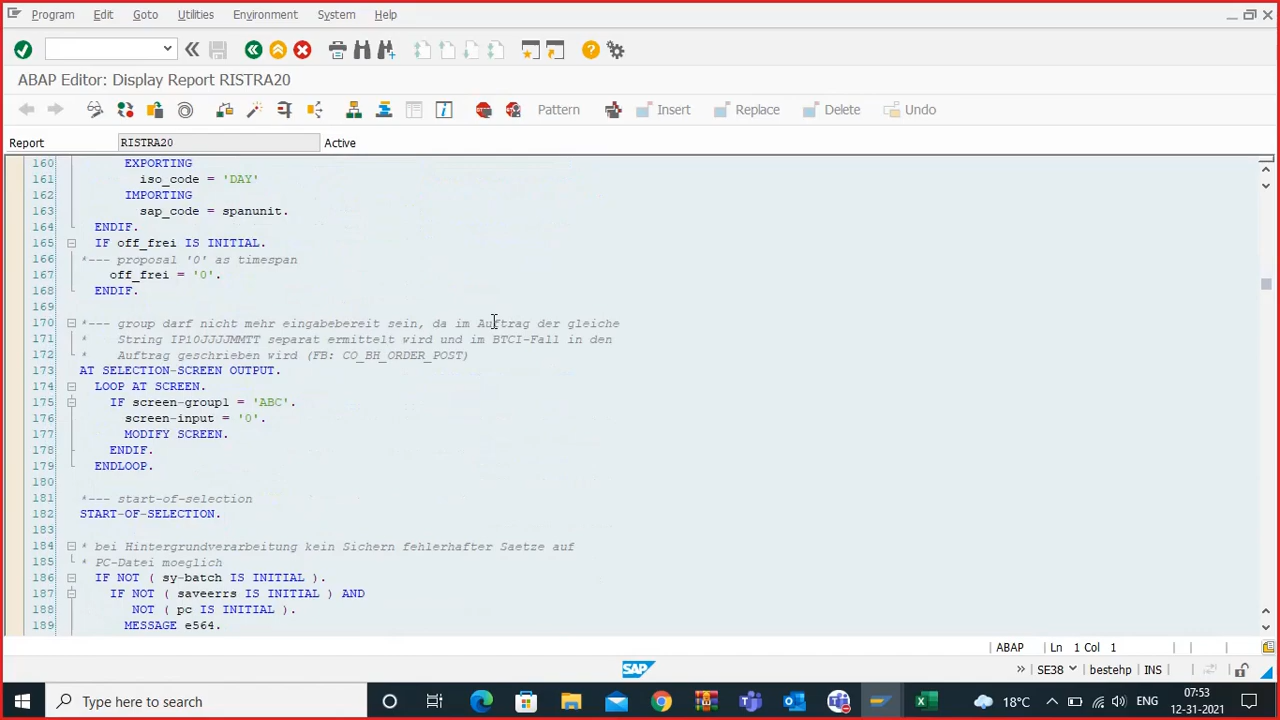 Program Edit Goto Utilities Environment System Help
ABAP Editor: Display Report RISTRA20
Pattern Insert Replace Delete Undo
Report RISTRA20 Active
160 EXPORTING
161 iso_code = 'DAY'
162 IMPORTING
163 sap_code = spanunit.
164 ENDIF.
165 IF off_frei IS INITIAL.
166 *--- proposal '0' as timespan
167 off_frei = '0'.
168 ENDIF.
169
170 *--- group darf nicht mehr eingabebereit sein, da im Auftrag der gleiche
171 * String IP10JJJJMMTT separat ermittelt wird und im BTCI-Fall in den
172 * Auftrag geschrieben wird (FB: CO_BH_ORDER_POST)
173 AT SELECTION-SCREEN OUTPUT.
174 LOOP AT SCREEN.
175 IF screen-group1 = 'ABC'.
176 screen-input = '0'.
177 MODIFY SCREEN.
178 ENDIF.
179 ENDLOOP.
180
181 *--- start-of-selection
182 START-OF-SELECTION.
183
184 * bei Hintergrundverarbeitung kein Sichern fehlerhafter Saetze auf
185 * PC-Datei moeglich
186 IF NOT ( sy-batch IS INITIAL ).
187 IF NOT ( saveerrs IS INITIAL ) AND
188 NOT ( pc IS INITIAL ).
189 MESSAGE e564.
ABAP Ln 1 Col 1
SAP
» SE38 bestehp INS
Type here to search 18°C ENG 07:53
12-31-2021